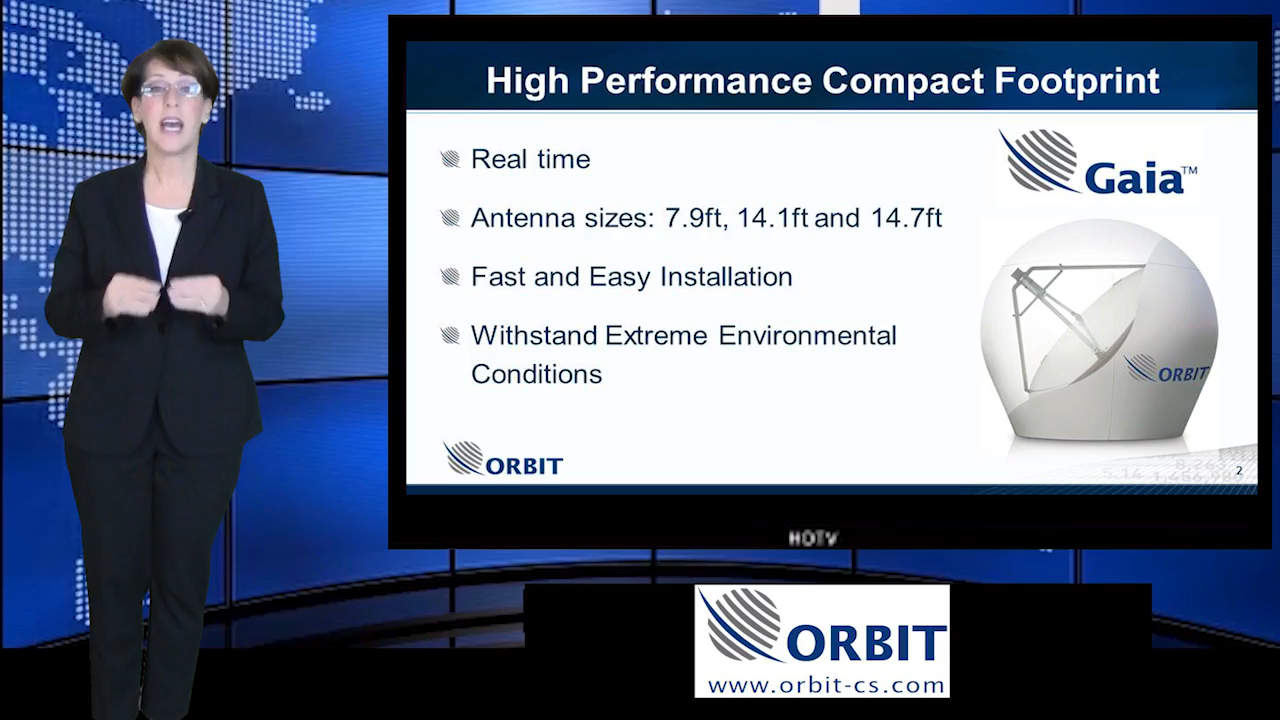 High Performance Compact Footprint
Real time
Antenna sizes: 7.9ft, 14.1ft and 14.7ft
Fast and Easy Installation
Withstand Extreme Environmental
Conditions
Gaia™
ORBIT
ORBIT
2
HDTV
ORBIT
www.orbit-cs.com